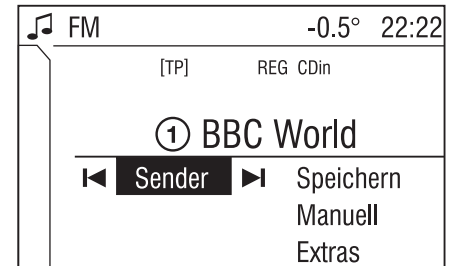 FM -0.5° 22:22
[TP] REG CDin
① BBC World
Sender Speichern
Manuell
Extras